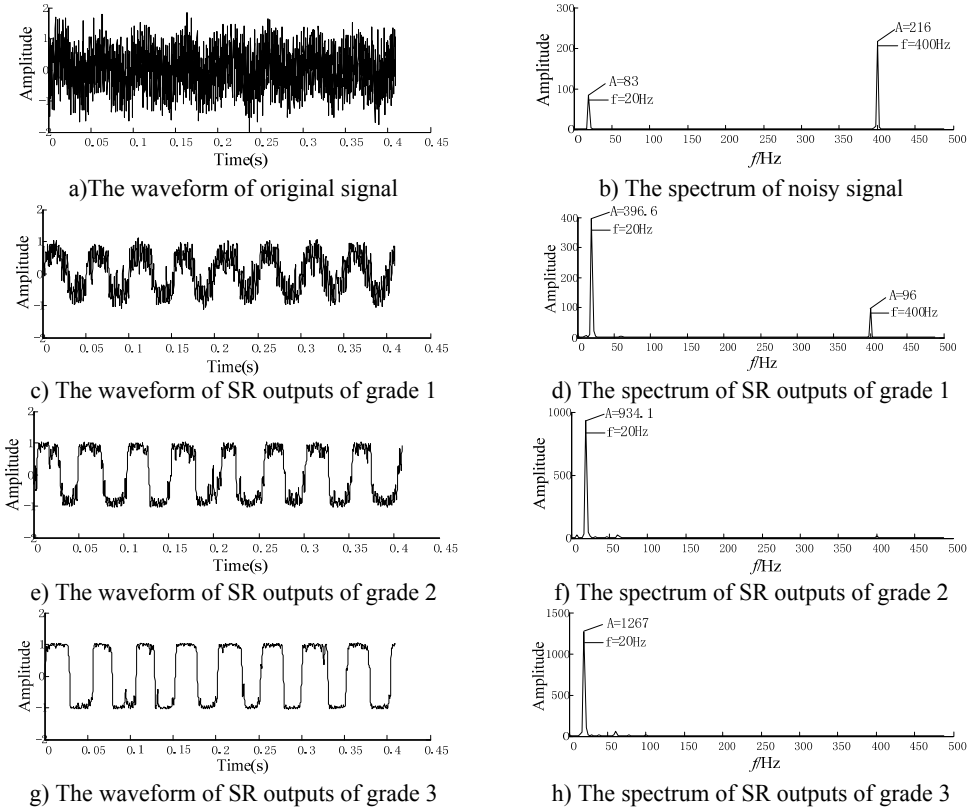 2
1
0
-1
-2
Amplitude
0 0.05 0.1 0.15 0.2 0.25 0.3 0.35 0.4 0.45
Time(s)
a)The waveform of original signal
300
200
100
0
Amplitude
A=83
f=20Hz
A=216
f=400Hz
0 50 100 150 200 250 300 350 400 450 500
f/Hz
b) The spectrum of noisy signal
2
1
0
-1
-2
Amplitude
0 0.05 0.1 0.15 0.2 0.25 0.3 0.35 0.4 0.45
Time(s)
c) The waveform of SR outputs of grade 1
400
300
200
100
0
Amplitude
A=396.6
f=20Hz
A=96
f=400Hz
0 50 100 150 200 250 300 350 400 450 500
f/Hz
d) The spectrum of SR outputs of grade 1
2
1
0
-1
-2
Amplitude
0 0.05 0.1 0.15 0.2 0.25 0.3 0.35 0.4 0.45
Time(s)
e) The waveform of SR outputs of grade 2
1000
500
0
Amplitude
A=934.1
f=20Hz
0 50 100 150 200 250 300 350 400 450 500
f/Hz
f) The spectrum of SR outputs of grade 2
2
1
0
-1
-2
Amplitude
0 0.05 0.1 0.15 0.2 0.25 0.3 0.35 0.4 0.45
Time(s)
g) The waveform of SR outputs of grade 3
1500
1000
500
0
Amplitude
A=1267
f=20Hz
0 50 100 150 200 250 300 350 400 450 500
f/Hz
h) The spectrum of SR outputs of grade 3